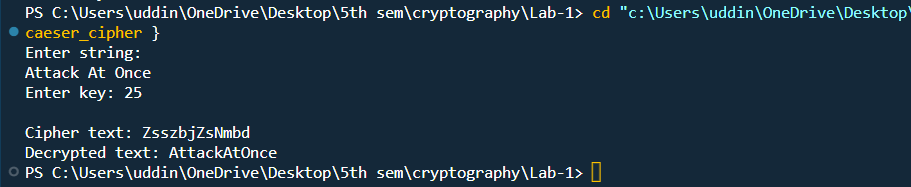 PS C:\Users\uddin\OneDrive\Desktop\5th sem\cryptography\Lab-1> cd "c:\Users\uddin\OneDrive\Desktop\
caeser_cipher }
Enter string:
Attack At Once
Enter key: 25
Cipher text: ZsszbjZsNmbd
Decrypted text: AttackAtOnce
PS C:\Users\uddin\OneDrive\Desktop\5th sem\cryptography\Lab-1>